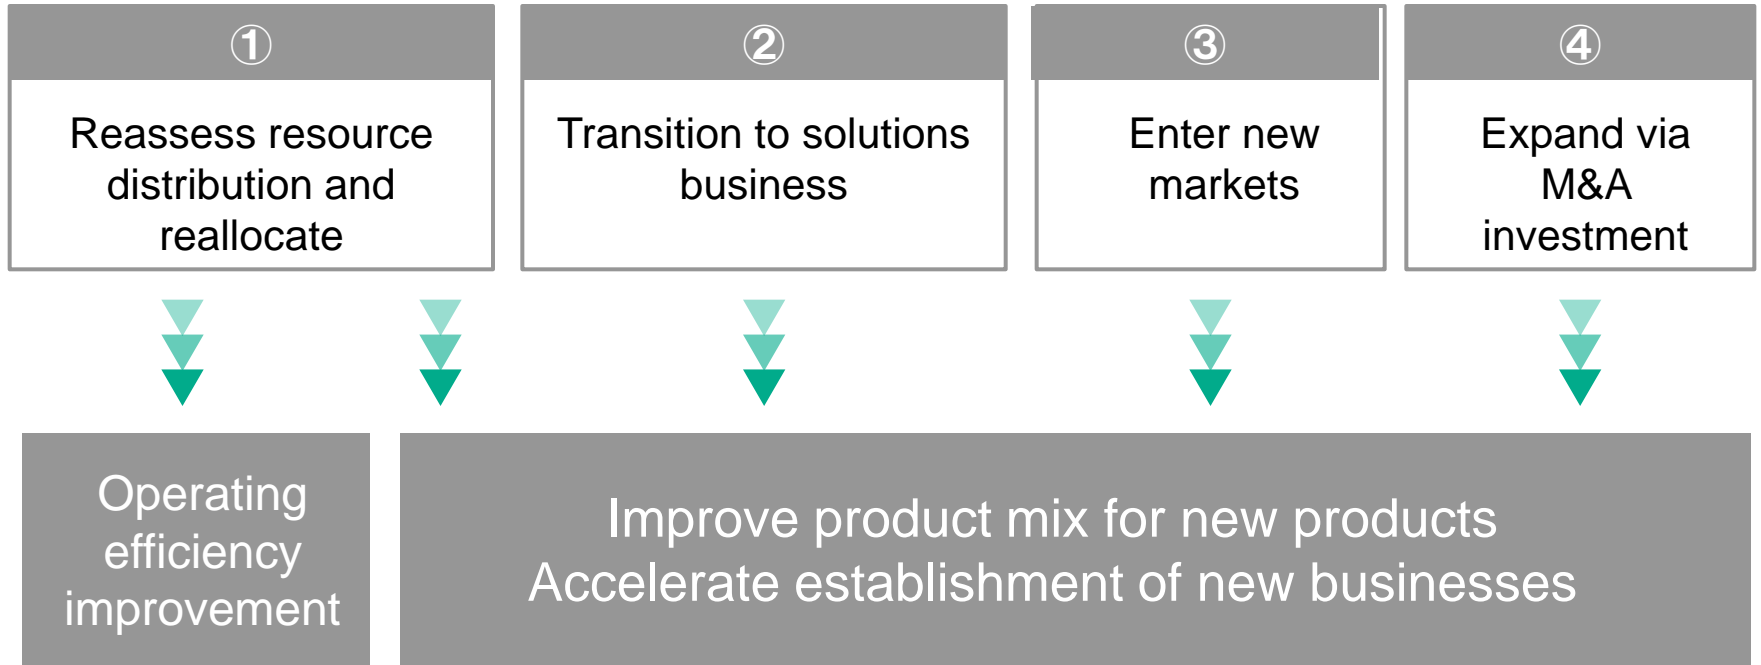 ①
Reassess resource
distribution and
reallocate
②
Transition to solutions
business
③
Enter new
markets
④
Expand via
M&A
investment
Operating
efficiency
improvement
Improve product mix for new products
Accelerate establishment of new businesses